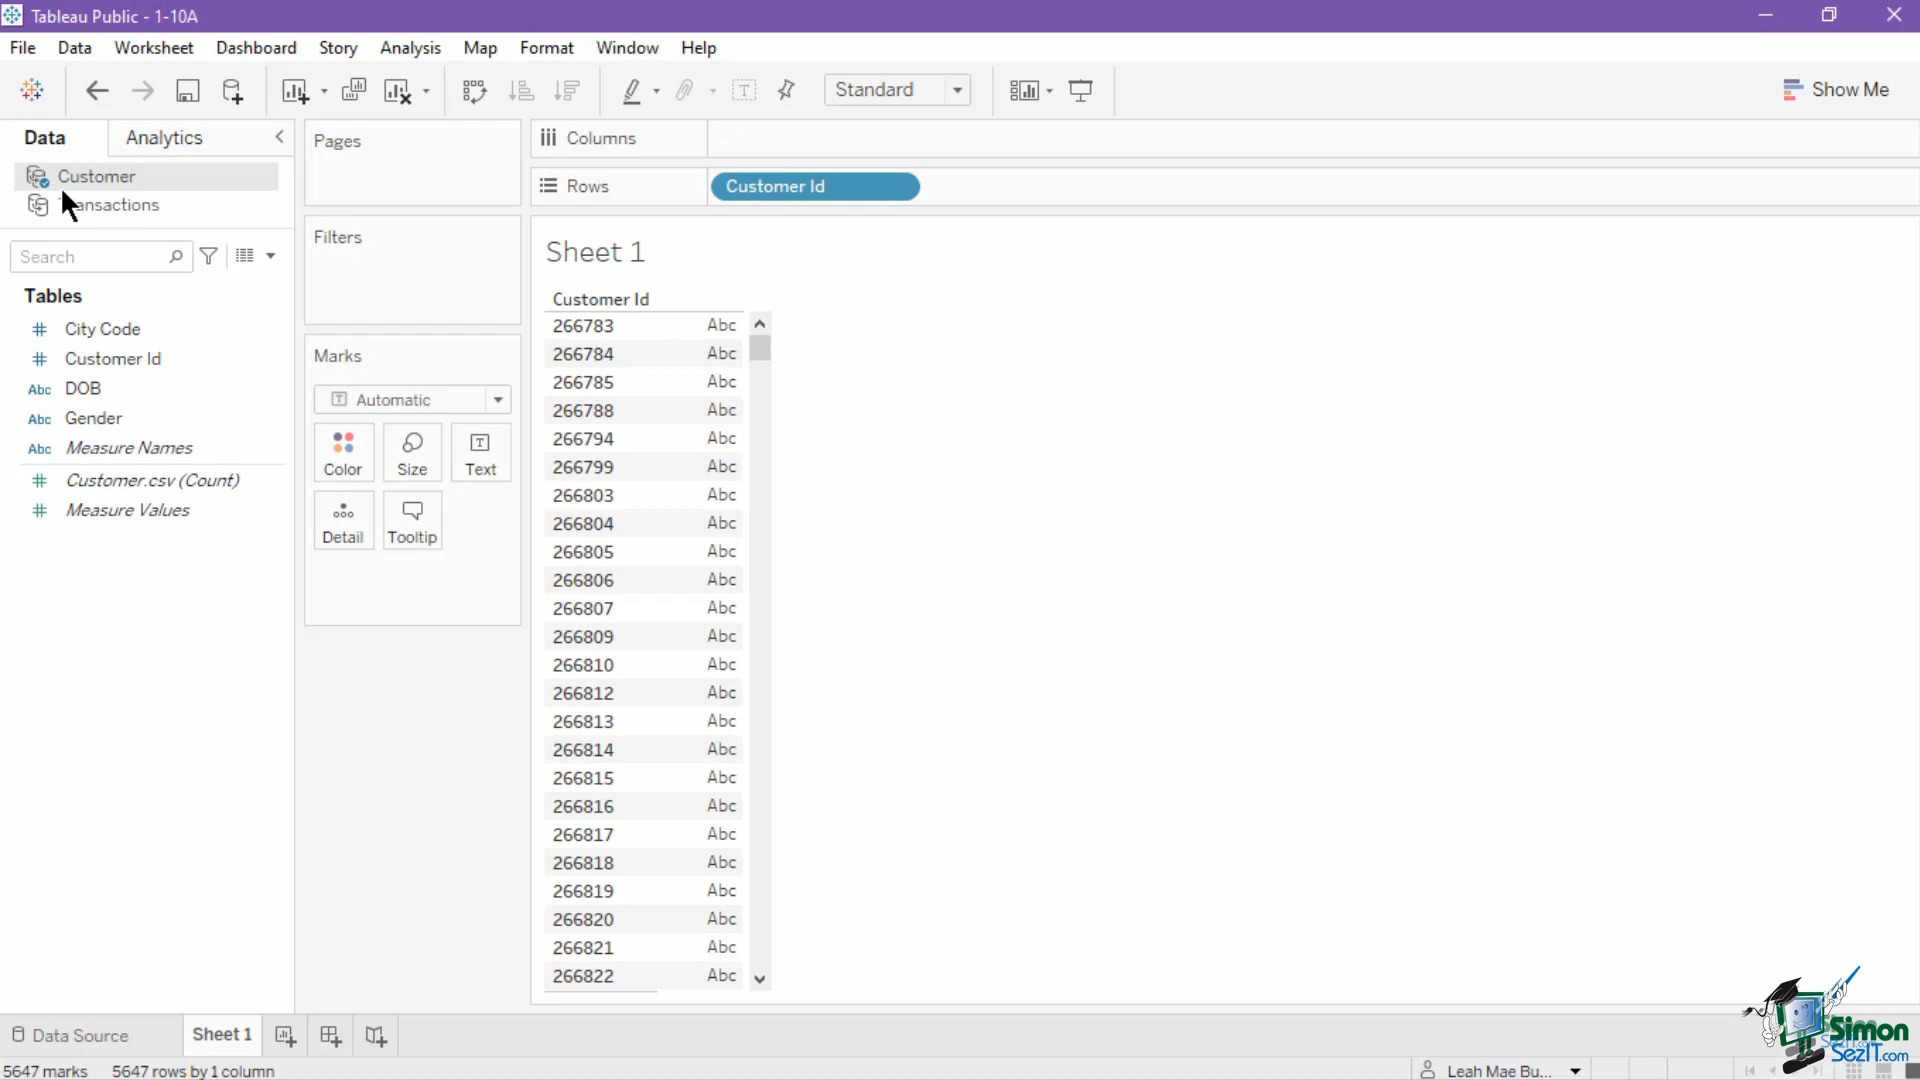 Tableau Public - 1-10A
File Data Worksheet Dashboard Story Analysis Map Format Window Help
Standard
Show Me
Data Analytics
Customer
ansactions
Search
Tables
# City Code
# Customer Id
Abc DOB
Abc Gender
Abc Measure Names
# Customer.csv (Count)
# Measure Values
Pages
Filters
Marks
Automatic
Color Size Text
Detail Tooltip
Columns
Rows Customer Id
Sheet 1
Customer Id
266783 Abc
266784 Abc
266785 Abc
266788 Abc
266794 Abc
266799 Abc
266803 Abc
266804 Abc
266805 Abc
266806 Abc
266807 Abc
266809 Abc
266810 Abc
266812 Abc
266813 Abc
266814 Abc
266815 Abc
266816 Abc
266817 Abc
266818 Abc
266819 Abc
266820 Abc
266821 Abc
266822 Abc
Data Source Sheet 1
5647 marks 5647 rows by 1 column
Leah Mae Bu...
Simon
SezIT.com